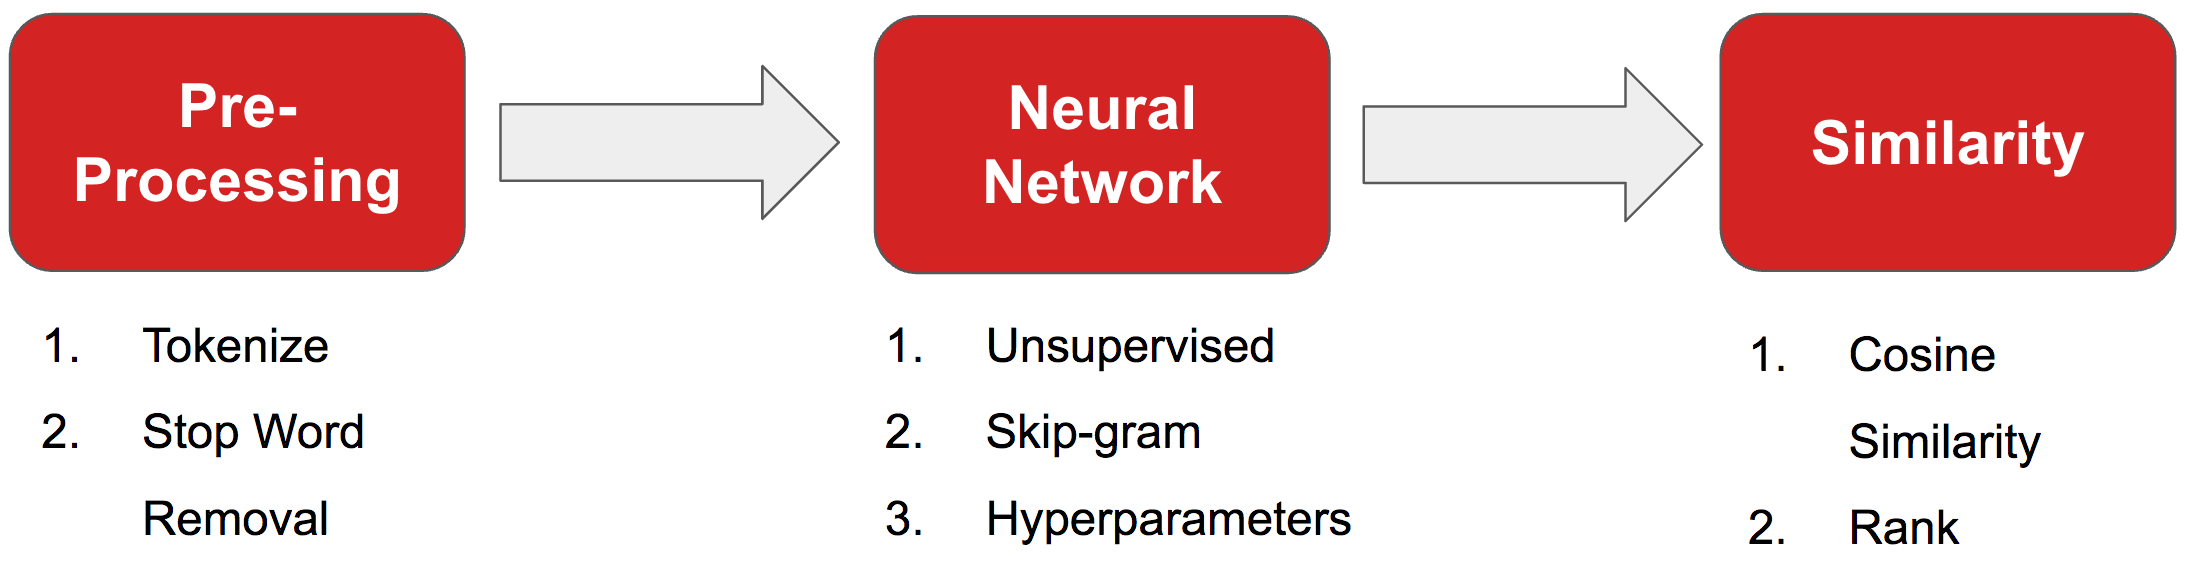 Pre-
Processing
Neural
Network
Similarity
1. Tokenize
2. Stop Word
Removal
1. Unsupervised
2. Skip-gram
3. Hyperparameters
1. Cosine
Similarity
2. Rank